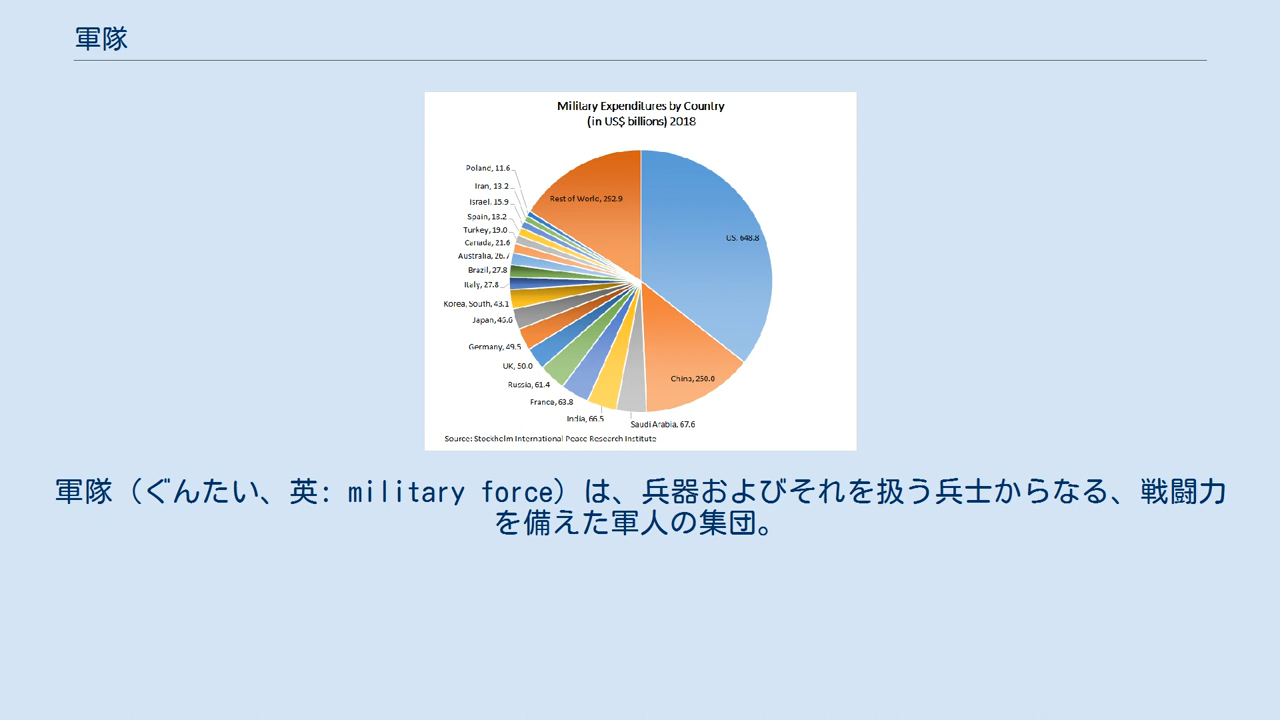 軍隊
Military Expenditures by Country
(in US$ billions) 2018
Poland, 11.6
Iran, 13.2
Israel, 15.9
Spain, 18.2
Turkey, 19.0
Canada, 21.6
Australia, 26.7
Brazil, 27.8
Italy, 27.8
Korea, South, 43.1
Japan, 46.6
Germany, 49.5
UK, 50.0
Russia, 61.4
France, 63.8
India, 66.5
Saudi Arabia, 67.6
China, 250.0
US, 648.8
Rest of World, 292.9
Source: Stockholm International Peace Research Institute
軍隊（ぐんたい、英: military force）は、兵器およびそれを扱う兵士からなる、戦闘力
を備えた軍人の集団。